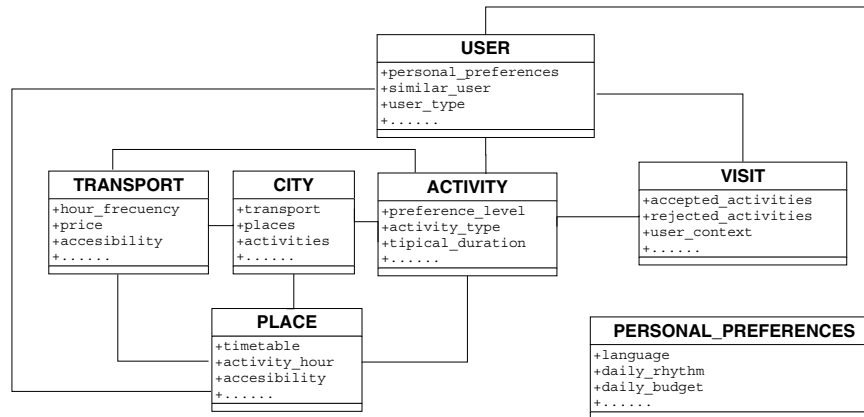 USER
+personal_preferences
+similar_user
+user_type
+......
TRANSPORT
+hour_frecuency
+price
+accesibility
+......
CITY
+transport
+places
+activities
+......
ACTIVITY
+preference_level
+activity_type
+tipical_duration
+......
VISIT
+accepted_activities
+rejected_activities
+user_context
+......
PLACE
+timetable
+activity_hour
+accesibility
+......
PERSONAL_PREFERENCES
+language
+daily_rhythm
+daily_budget
+......